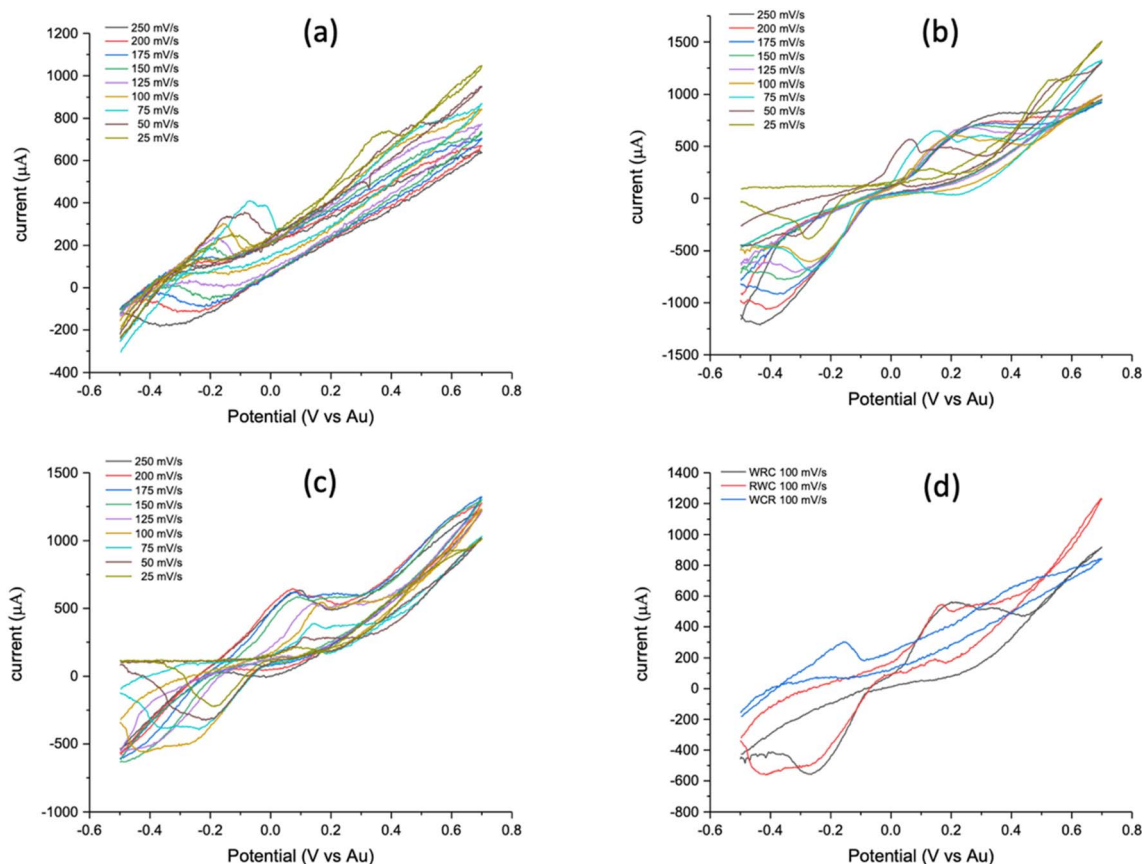 (a)
250 mV/s
200 mV/s
175 mV/s
150 mV/s
125 mV/s
100 mV/s
75 mV/s
50 mV/s
25 mV/s
1200
1000
800
600
400
200
0
-200
-400
current (µA)
-0.6 -0.4 -0.2 0.0 0.2 0.4 0.6 0.8
Potential (V vs Au)
(b)
250 mV/s
200 mV/s
175 mV/s
150 mV/s
125 mV/s
100 mV/s
75 mV/s
50 mV/s
25 mV/s
1500
1000
500
0
-500
-1000
-1500
current (µA)
-0.6 -0.4 -0.2 0.0 0.2 0.4 0.6 0.8
Potential (V vs Au)
(c)
250 mV/s
200 mV/s
175 mV/s
150 mV/s
125 mV/s
100 mV/s
75 mV/s
50 mV/s
25 mV/s
1500
1000
500
0
-500
-1000
current (µA)
-0.6 -0.4 -0.2 0.0 0.2 0.4 0.6 0.8
Potential (V vs Au)
(d)
WRC 100 mV/s
RWC 100 mV/s
WCR 100 mV/s
1400
1200
1000
800
600
400
200
0
-200
-400
-600
-800
current (µA)
-0.6 -0.4 -0.2 0.0 0.2 0.4 0.6 0.8
Potential (V vs Au)